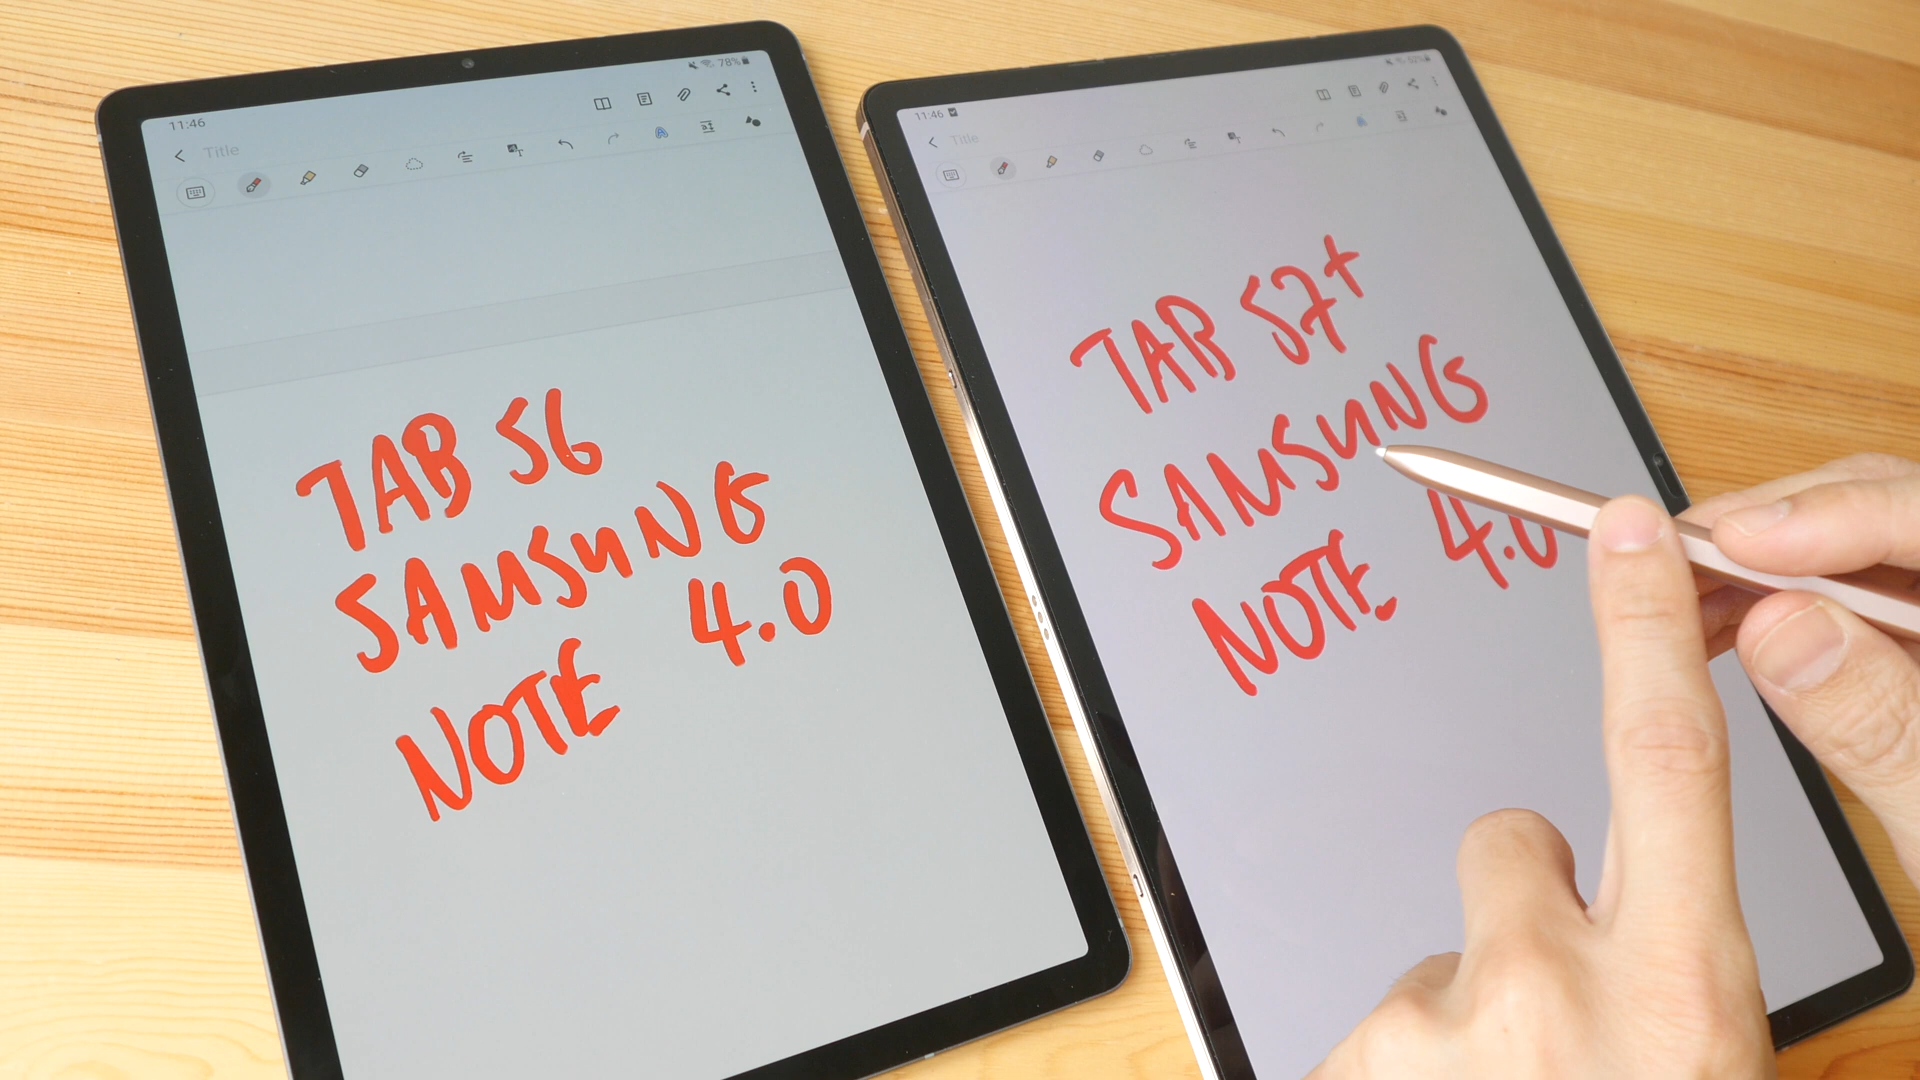 11:46
78%
Title
TAB S6
SAMSUNG
NOTE 4.0
11:46
52%
Title
TAB S7+
SAMSUNG
NOTE 4.0